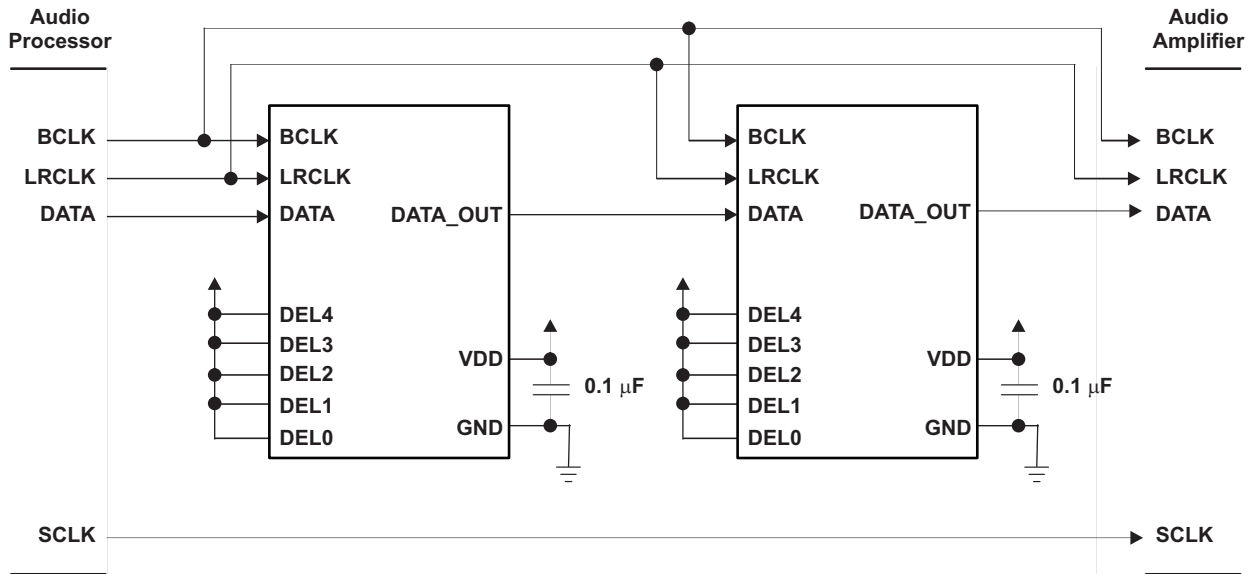 Audio
Processor
BCLK
LRCLK
DATA
SCLK
BCLK
LRCLK
DATA
DATA_OUT
DEL4
DEL3
DEL2
DEL1
DEL0
VDD
GND
0.1 μF
BCLK
LRCLK
DATA
DATA_OUT
DEL4
DEL3
DEL2
DEL1
DEL0
VDD
GND
0.1 μF
Audio
Amplifier
BCLK
LRCLK
DATA
SCLK